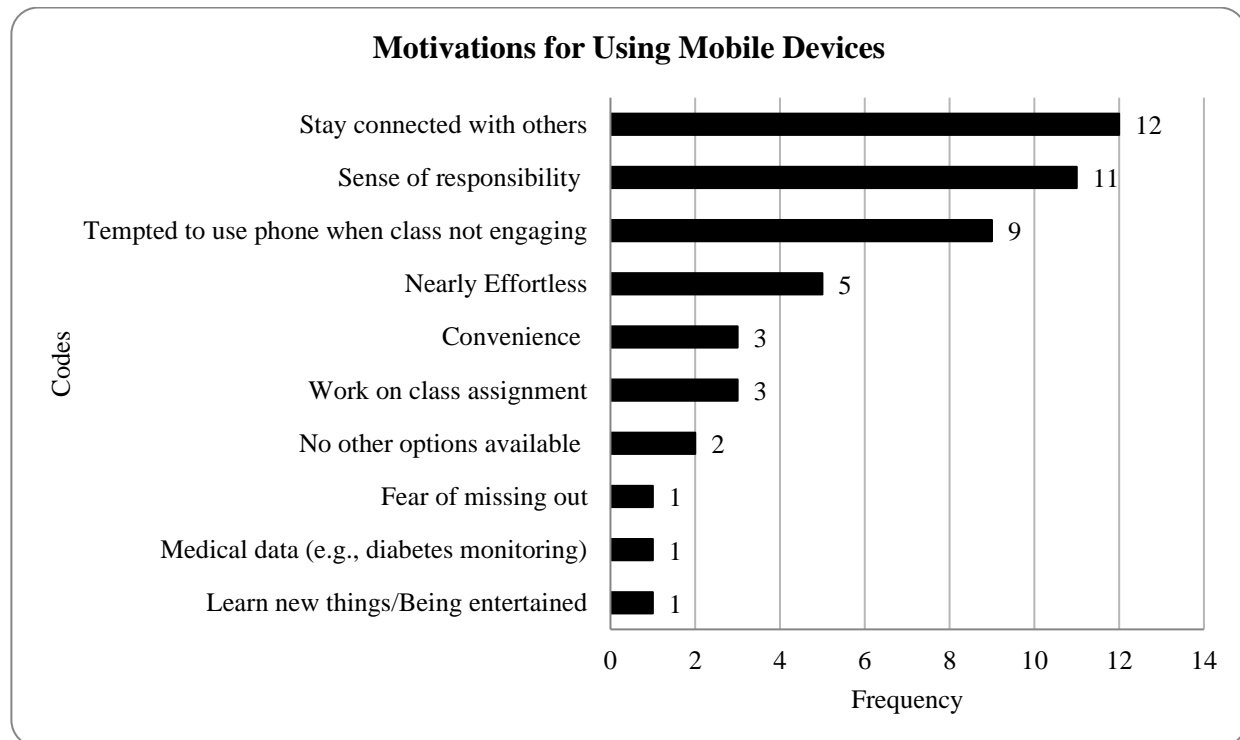 Motivations for Using Mobile Devices
Stay connected with others 12
Sense of responsibility 11
Tempted to use phone when class not engaging 9
Nearly Effortless 5
Convenience 3
Work on class assignment 3
No other options available 2
Fear of missing out 1
Medical data (e.g., diabetes monitoring) 1
Learn new things/Being entertained 1
Codes
0 2 4 6 8 10 12 14
Frequency